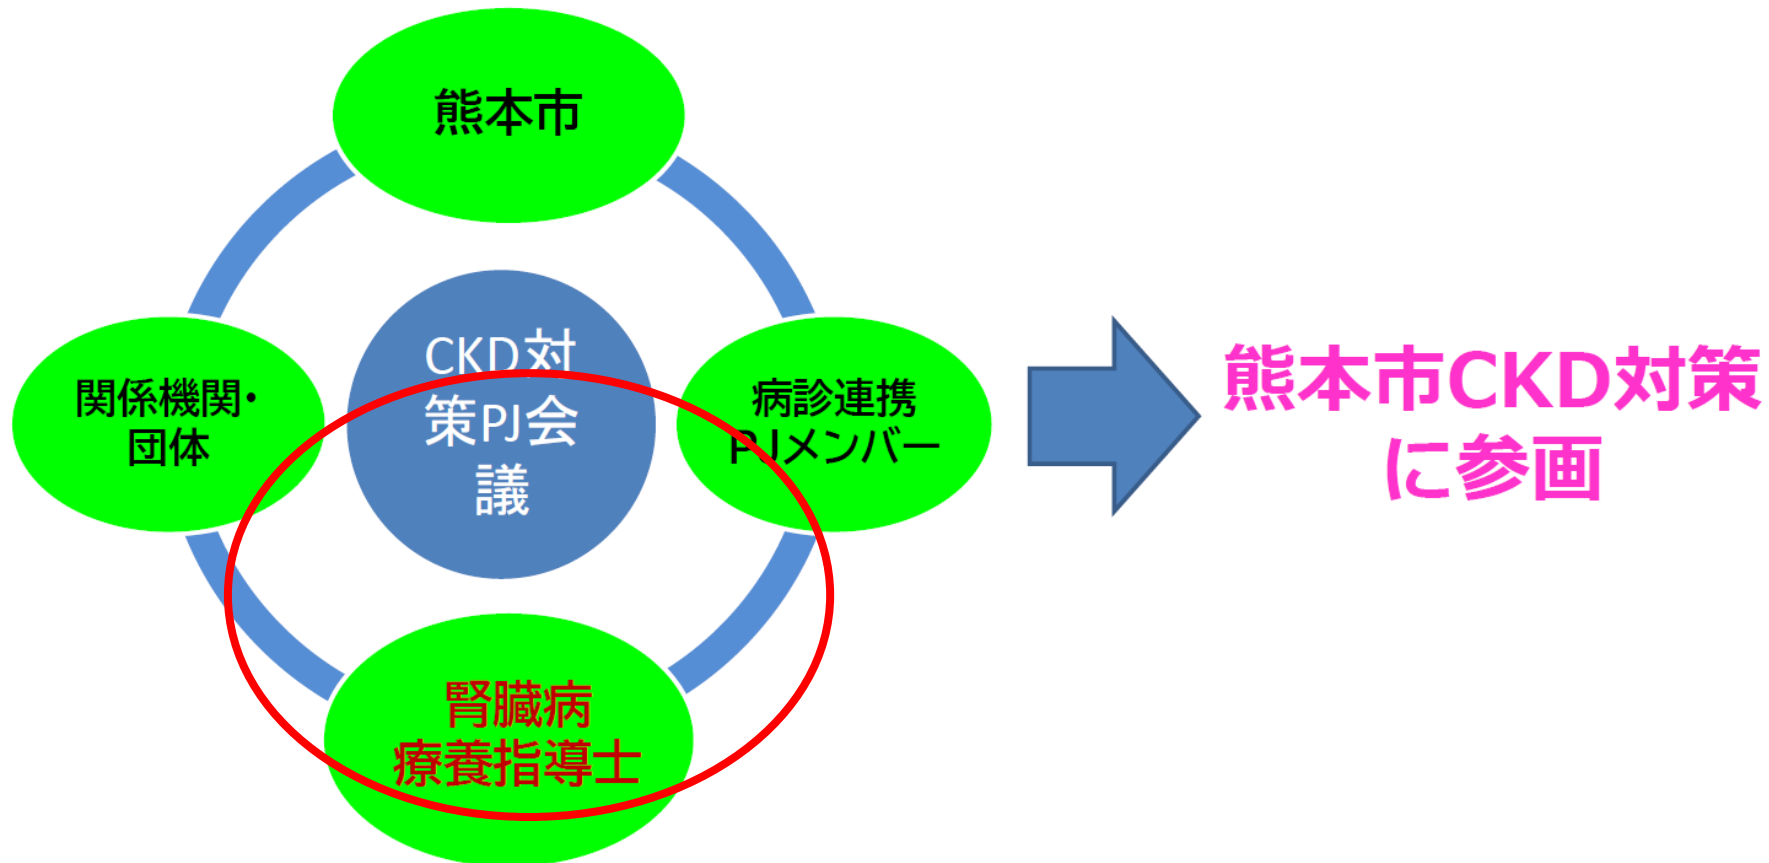 熊本市
関係機関・
団体
CKD対
策PJ会
議
病診連携
PJメンバー
腎臓病
療養指導士
熊本市CKD対策
に参画